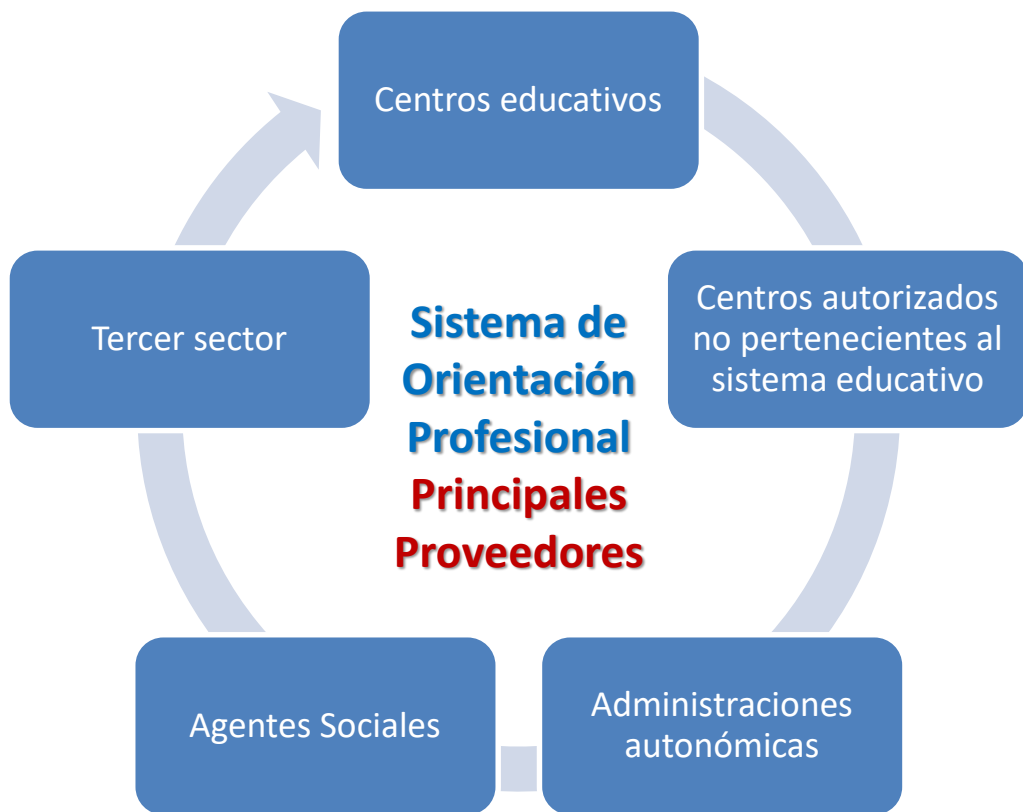 Centros educativos
Centros autorizados
no pertenecientes al
sistema educativo
Tercer sector
Sistema de
Orientación
Profesional
Principales
Proveedores
Agentes Sociales
Administraciones
autonómicas